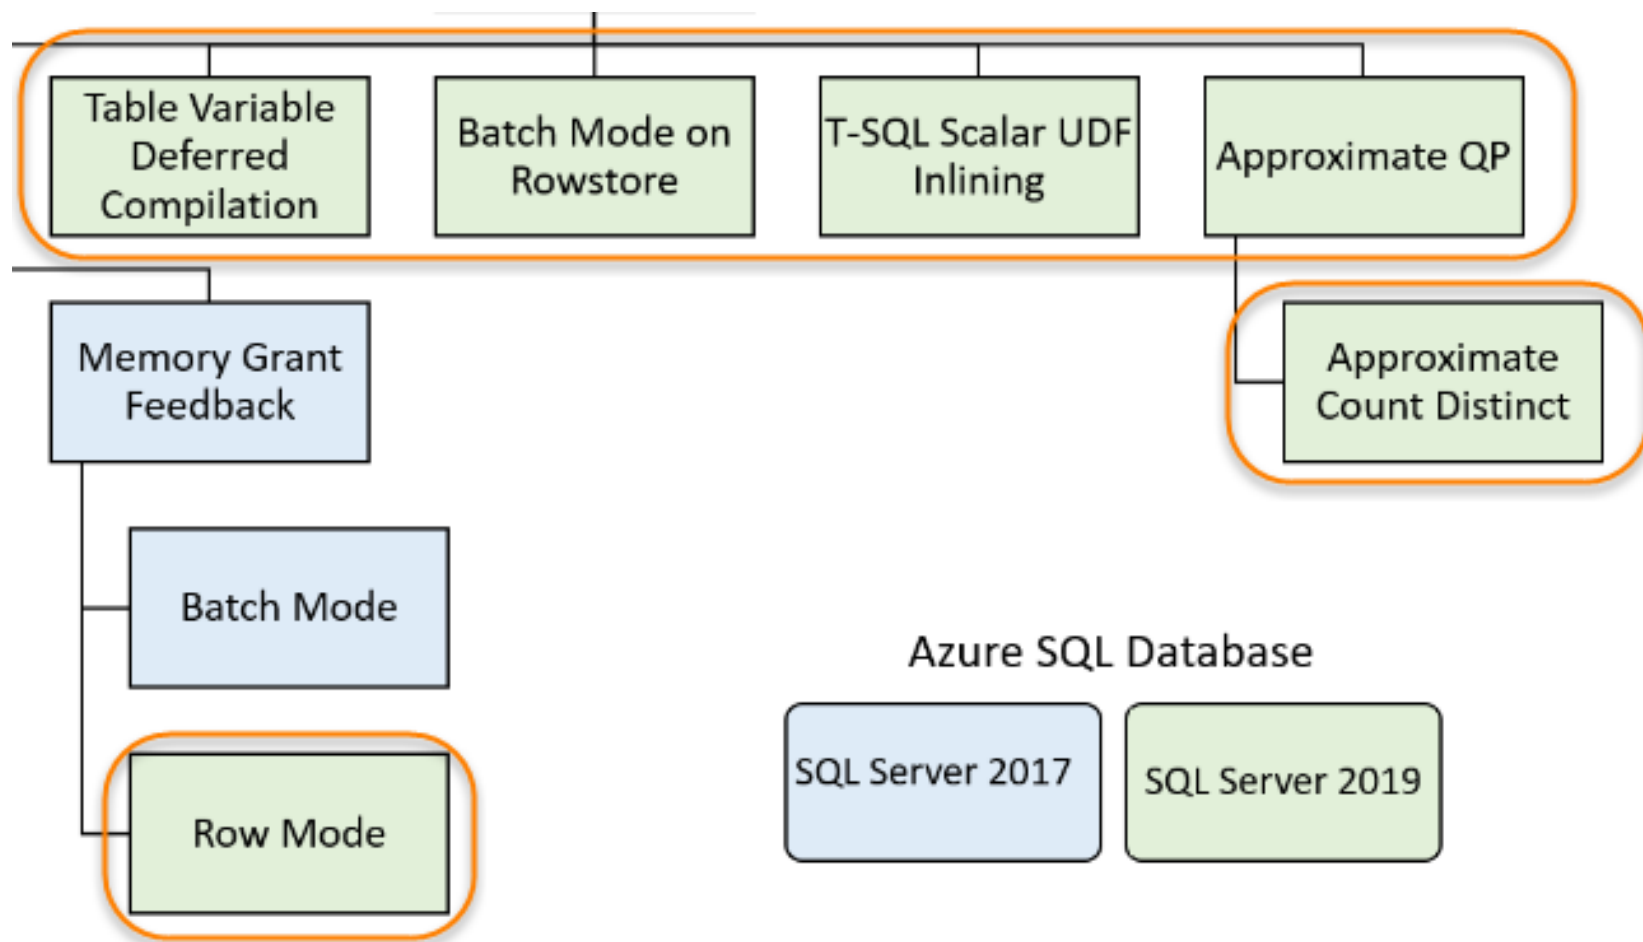 Table Variable
Deferred
Compilation
Batch Mode on
Rowstore
T-SQL Scalar UDF
Inlining
Approximate QP
Memory Grant
Feedback
Approximate
Count Distinct
Batch Mode
Row Mode
Azure SQL Database
SQL Server 2017
SQL Server 2019